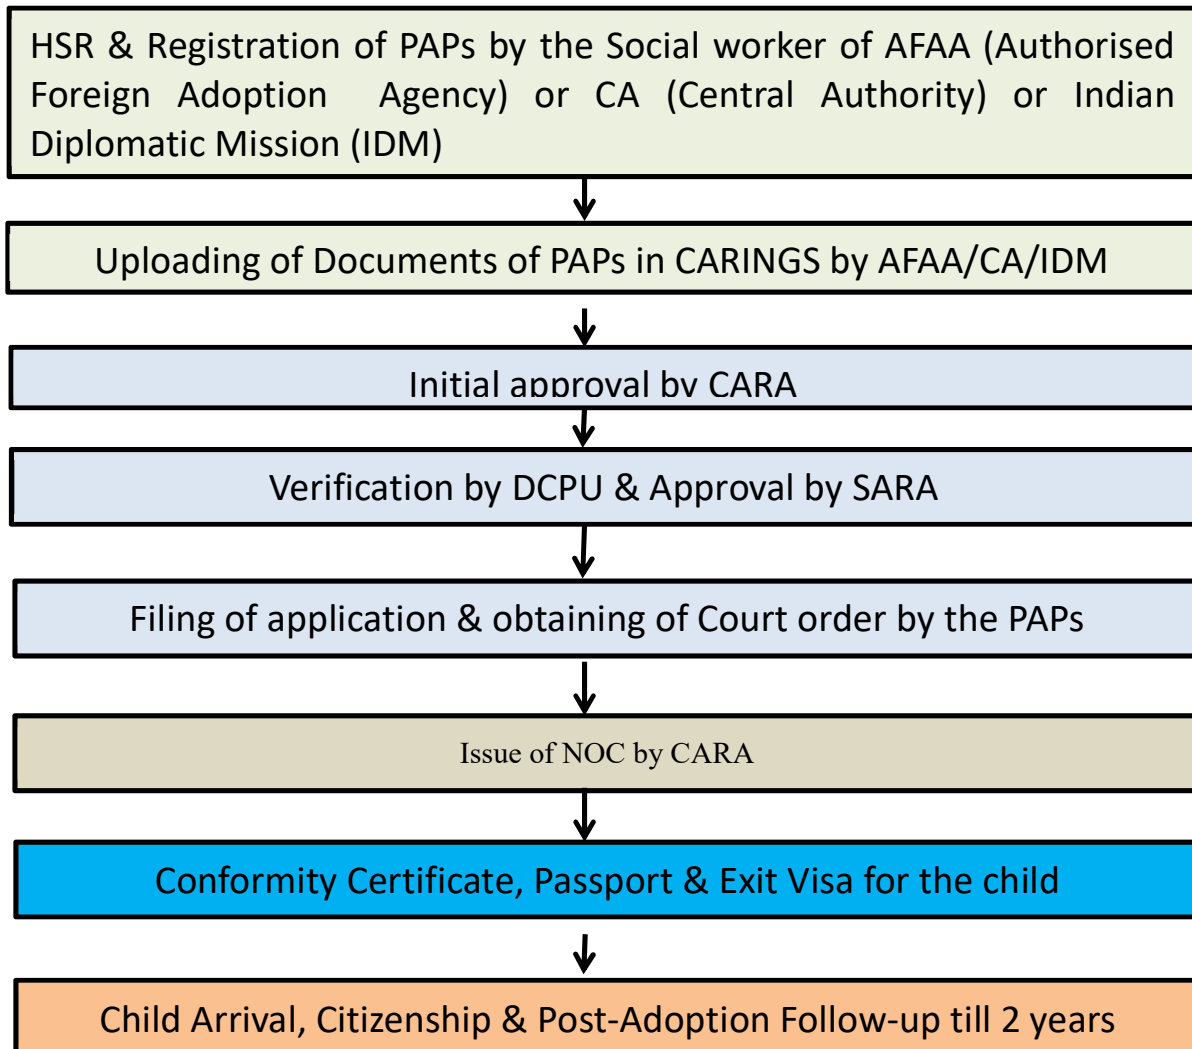 HSR & Registration of PAPs by the Social worker of AFAA (Authorised
Foreign Adoption Agency) or CA (Central Authority) or Indian
Diplomatic Mission (IDM)
Uploading of Documents of PAPs in CARINGS by AFAA/CA/IDM
Initial approval by CARA
Verification by DCPU & Approval by SARA
Filing of application & obtaining of Court order by the PAPs
Issue of NOC by CARA
Conformity Certificate, Passport & Exit Visa for the child
Child Arrival, Citizenship & Post-Adoption Follow-up till 2 years